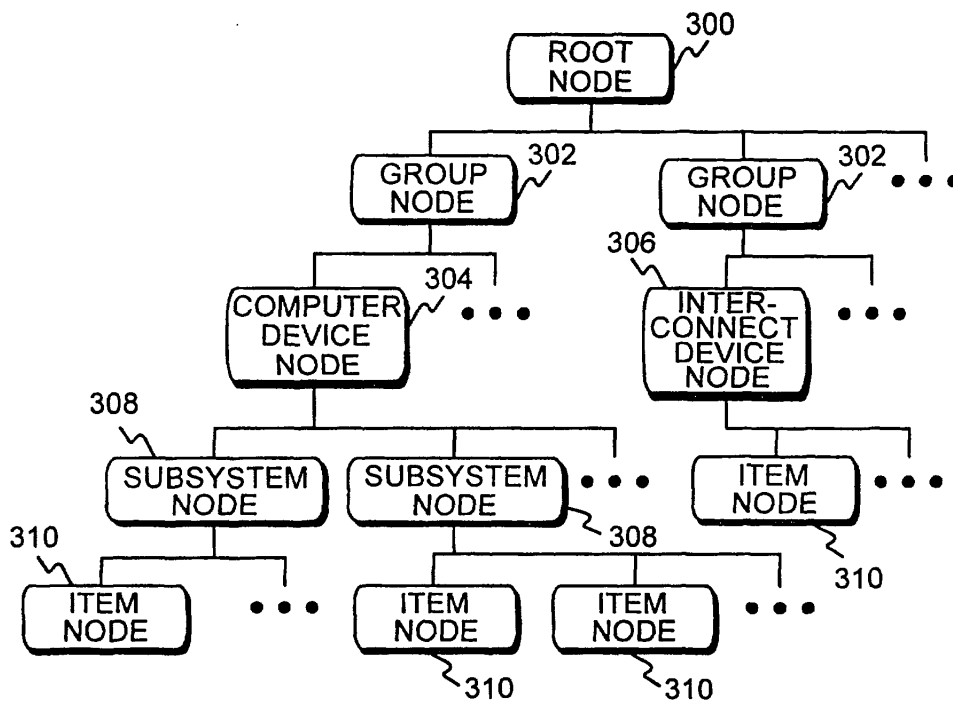 300
ROOT
NODE
302
GROUP
NODE
302
GROUP
NODE
306
304
COMPUTER
DEVICE
NODE
INTER-
CONNECT
DEVICE
NODE
308
SUBSYSTEM
NODE
SUBSYSTEM
NODE
308
ITEM
NODE
310
310
ITEM
NODE
ITEM
NODE
310
ITEM
NODE
310